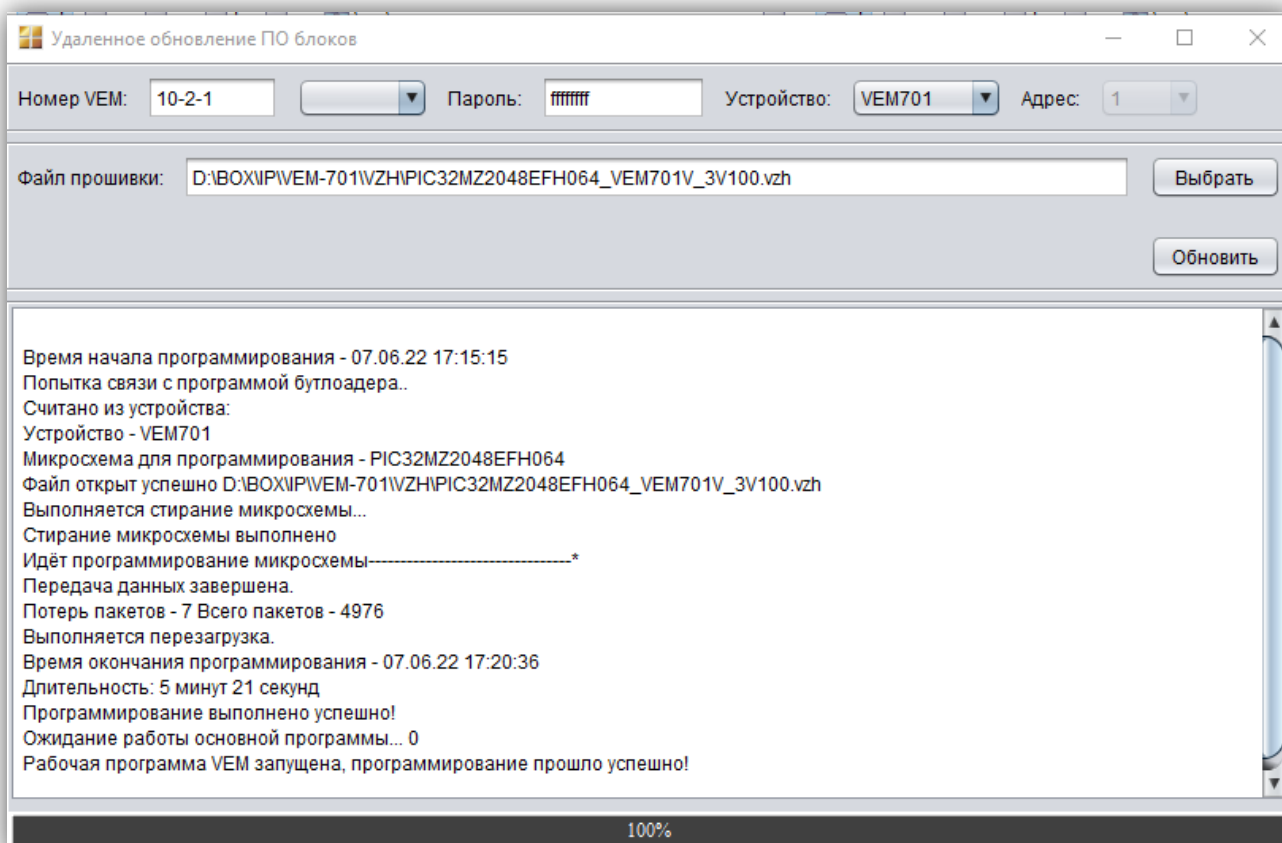 Удаленное обновление ПО блоков
Номер VEM: 10-2-1 Пароль: ffffffff Устройство: VEM701 Адрес: 1
Файл прошивки: D:\BOX\IP\VEM-701\VZH\PIC32MZ2048EFH064_VEM701V_3V100.vzh Выбрать
Обновить
Время начала программирования - 07.06.22 17:15:15
Попытка связи с программой бутлоадера..
Считано из устройства:
Устройство - VEM701
Микросхема для программирования - PIC32MZ2048EFH064
Файл открыт успешно D:\BOX\IP\VEM-701\VZH\PIC32MZ2048EFH064_VEM701V_3V100.vzh
Выполняется стирание микросхемы...
Стирание микросхемы выполнено
Идёт программирование микросхемы--------------------------------*
Передача данных завершена.
Потерь пакетов - 7 Всего пакетов - 4976
Выполняется перезагрузка.
Время окончания программирования - 07.06.22 17:20:36
Длительность: 5 минут 21 секунд
Программирование выполнено успешно!
Ожидание работы основной программы... 0
Рабочая программа VEM запущена, программирование прошло успешно!
100%